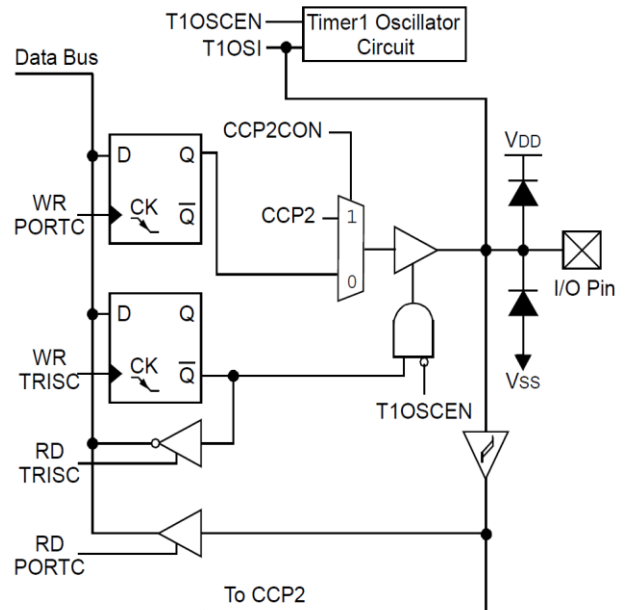 T1OSCEN
T1OSI
Timer1 Oscillator
Circuit
Data Bus
CCP2CON
VDD
D
Q
WR
PORTC
CK
Q
CCP2
1
0
I/O Pin
D
Q
WR
TRISC
CK
Q
VSS
T1OSCEN
RD
TRISC
RD
PORTC
To CCP2